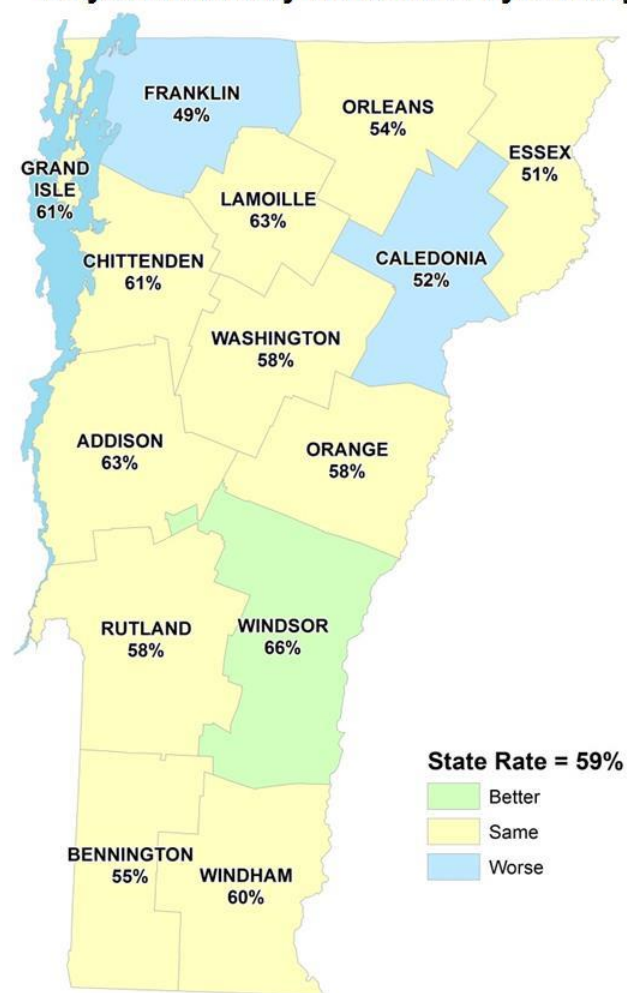 FRANKLIN
49%
ORLEANS
54%
ESSEX
51%
GRAND
ISLE
61%
LAMOILLE
63%
CHITTENDEN
61%
CALEDONIA
52%
WASHINGTON
58%
ADDISON
63%
ORANGE
58%
RUTLAND
58%
WINDSOR
66%
BENNINGTON
55%
WINDHAM
60%
State Rate = 59%
Better
Same
Worse